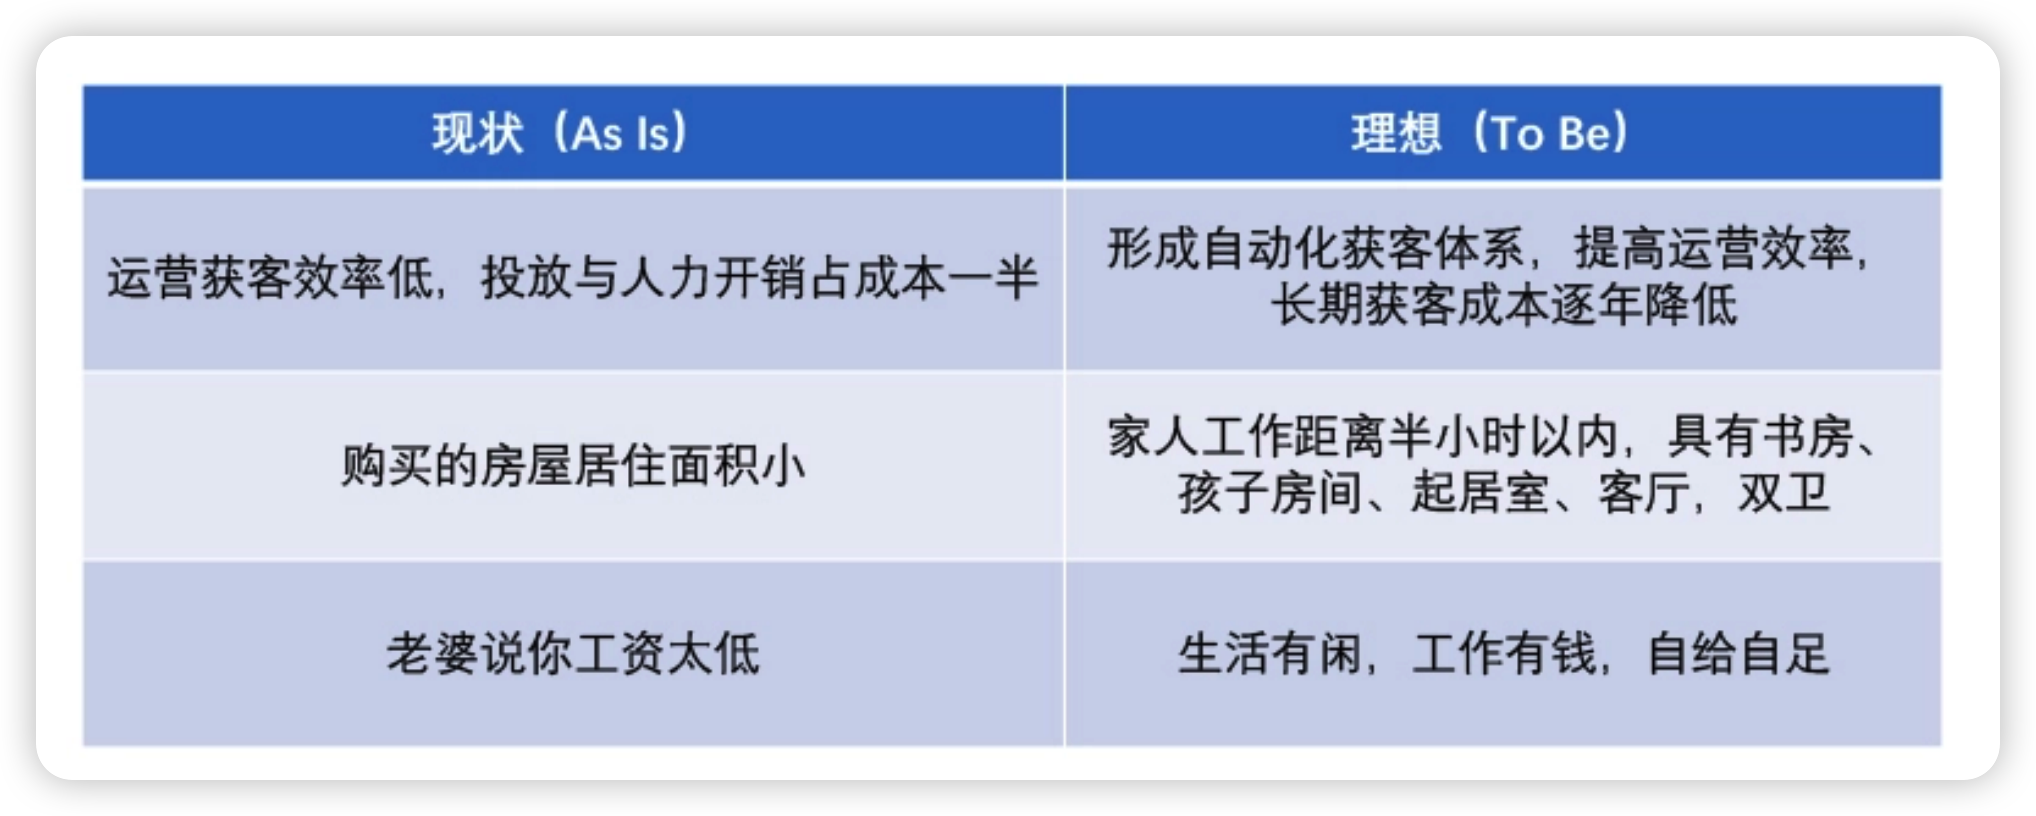 现状（As Is）
理想（To Be）
运营获客效率低，投放与人力开销占成本一半
形成自动化获客体系，提高运营效率，
长期获客成本逐年降低
购买的房屋居住面积小
家人工作距离半小时以内，具有书房、
孩子房间、起居室、客厅，双卫
老婆说你工资太低
生活有闲，工作有钱，自给自足